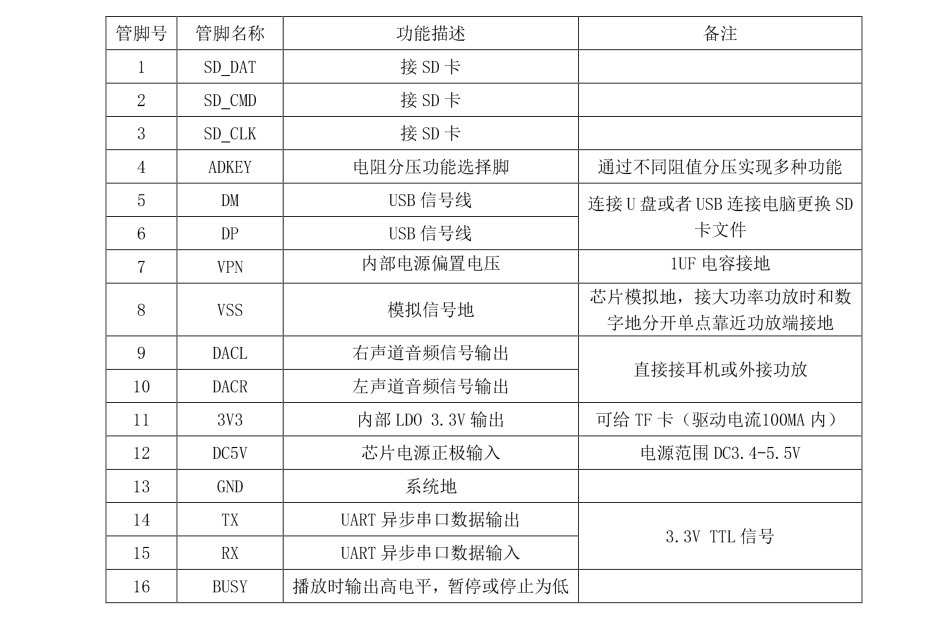 管脚号 管脚名称 功能描述 备注
1 SD_DAT 接 SD 卡
2 SD_CMD 接 SD 卡
3 SD_CLK 接 SD 卡
4 ADKEY 电阻分压功能选择脚 通过不同阻值分压实现多种功能
5 DM USB 信号线 连接 U 盘或者 USB 连接电脑更换 SD
6 DP USB 信号线 卡文件
7 VPN 内部电源偏置电压 1UF 电容接地
8 VSS 模拟信号地 芯片模拟地，接大功率功放时和数
字地分开单点靠近功放端接地
9 DACL 右声道音频信号输出 直接接耳机或外接功放
10 DACR 左声道音频信号输出
11 3V3 内部 LDO 3.3V 输出 可给 TF 卡（驱动电流100MA 内）
12 DC5V 芯片电源正极输入 电源范围 DC3.4-5.5V
13 GND 系统地
14 TX UART 异步串口数据输出 3.3V TTL 信号
15 RX UART 异步串口数据输入
16 BUSY 播放时输出高电平，暂停或停止为低